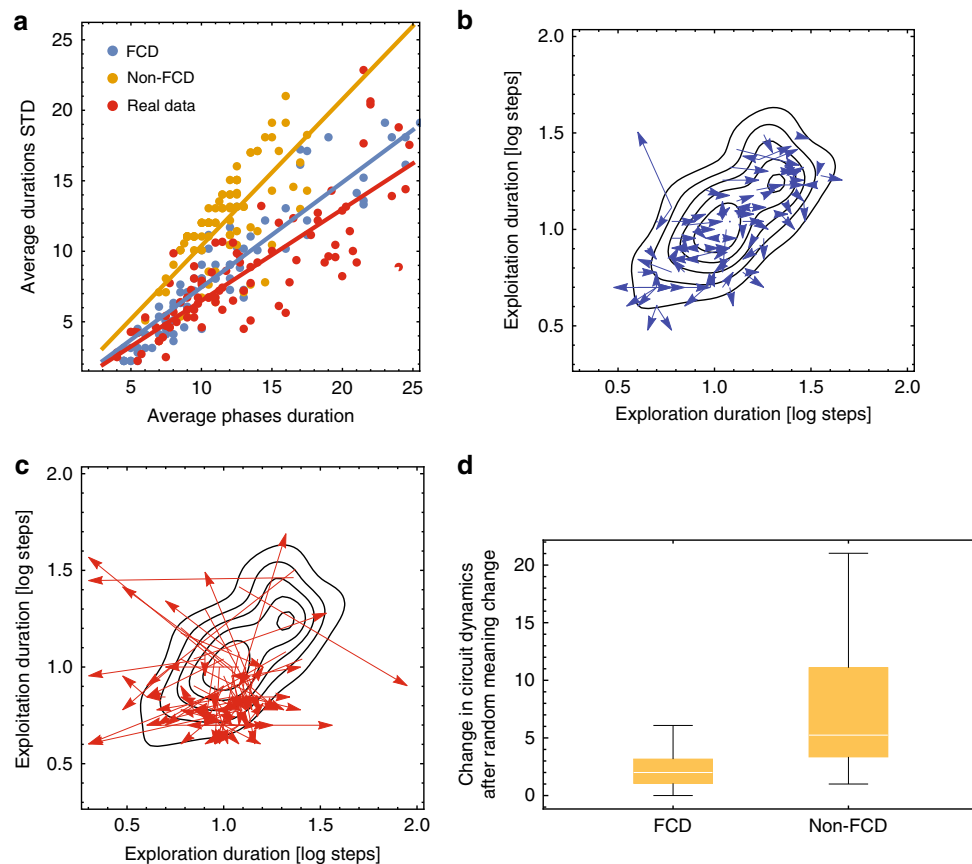 a
25
20
15
10
5
FCD
Non-FCD
Real data
Average durations STD
5
10
15
20
25
Average phases duration
b
2.0
1.5
1.0
0.5
Exploitation duration [log steps]
0.5
1.0
1.5
2.0
Exploration duration [log steps]
c
2.0
1.5
1.0
0.5
Exploitation duration [log steps]
0.5
1.0
1.5
2.0
Exploration duration [log steps]
d
20
15
10
5
0
Change in circuit dynamics
after random meaning change
FCD
Non-FCD